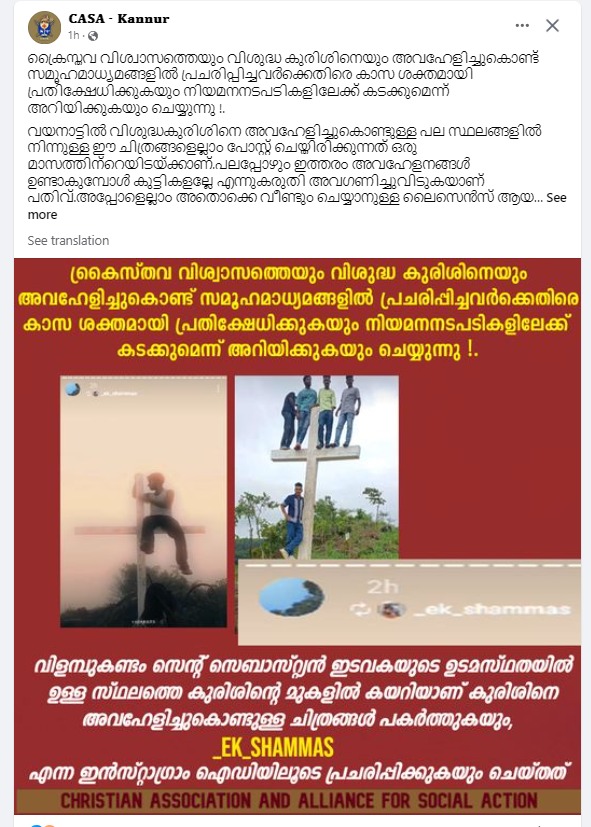 CASA - Kannur
1h ·
ക്രൈസ്തവ വിശ്വാസത്തെയും വിശുദ്ധ കുരിശിനെയും അവഹേളിച്ചുകൊണ്ട്
സമൂഹമാധ്യമങ്ങളിൽ പ്രചരിപ്പിച്ചവർക്കെതിരെ കാസ ശക്തമായി
പ്രതിക്ഷേധിക്കുകയും നിയമനനടപടികളിലേക്ക് കടക്കുമെന്ന്
അറിയിക്കുകയും ചെയ്യുന്നു !.
വയനാട്ടിൽ വിശുദ്ധകുരിശിനെ അവഹേളിച്ചുകൊണ്ടുള്ള പല സ്ഥലങ്ങളിൽ
നിന്നുള്ള ഈ ചിത്രങ്ങളെല്ലാം പോസ്റ്റ് ചെയ്തിരിക്കുന്നത് ഒരു
മാസത്തിന്റെയിടയ്ക്കാണ്.പലപ്പോഴും ഇത്തരം അവഹേളനങ്ങൾ
ഉണ്ടാകുമ്പോൾ കുട്ടികളല്ലേ എന്നുകരുതി അവഗണിച്ചുവിടുകയാണ്
പതിവ്.അപ്പോളെല്ലാം അതൊക്കെ വീണ്ടും ചെയ്യാനുള്ള ലൈസെൻസ് ആയ... See
more
See translation
ക്രൈസ്തവ വിശ്വാസത്തെയും വിശുദ്ധ കുരിശിനെയും
അവഹേളിച്ചുകൊണ്ട് സമൂഹമാധ്യമങ്ങളിൽ പ്രചരിപ്പിച്ചവർക്കെതിരെ
കാസ ശക്തമായി പ്രതിക്ഷേധിക്കുകയും നിയമനനടപടികളിലേക്ക്
കടക്കുമെന്ന് അറിയിക്കുകയും ചെയ്യുന്നു !.
2h
_ek_shammas
2h
_ek_shammas
വിളമ്പുകണ്ടം സെന്റ് സെബാസ്റ്റ്യൻ ഇടവകയുടെ ഉടമസ്ഥതയിൽ
ഉള്ള സ്ഥലത്തെ കുരിശിന്റെ മുകളിൽ കയറിയാണ് കുരിശിനെ
അവഹേളിച്ചുകൊണ്ടുള്ള ചിത്രങ്ങൾ പകർത്തുകയും,
_EK_SHAMMAS
എന്ന ഇൻസ്റ്റാഗ്രാം ഐഡിയിലൂടെ പ്രചരിപ്പിക്കുകയും ചെയ്തത്
CHRISTIAN ASSOCIATION AND ALLIANCE FOR SOCIAL ACTION